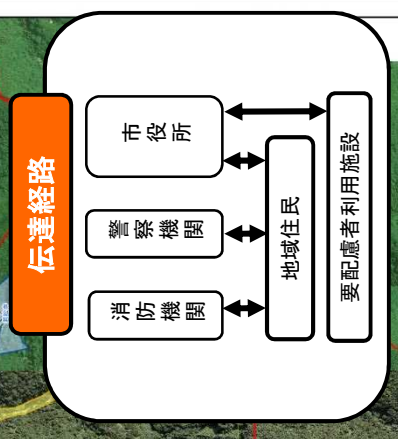 伝達経路
市役所
警察機関
消防機関
地域住民
要配慮者利用施設